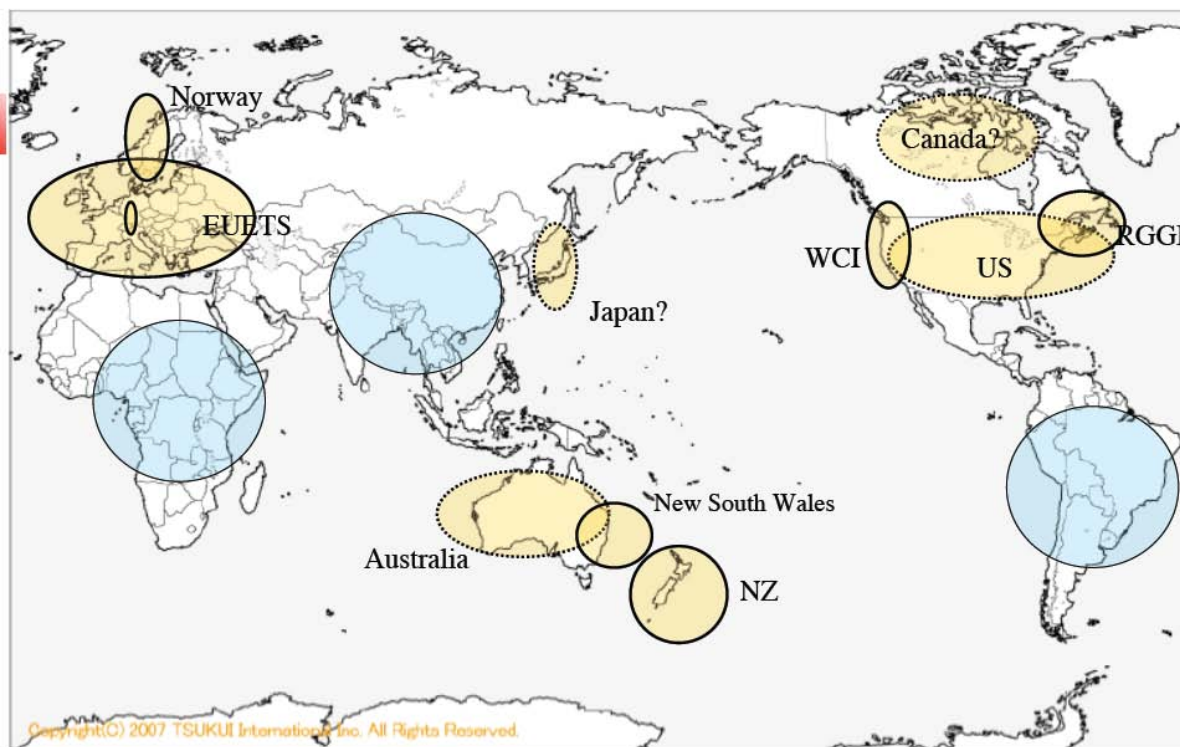 Norway
Canada?
EUETS
WCI
US
RGGI
Japan?
New South Wales
Australia
NZ
Copyright(C) 2007 TSUKUI International Inc. All Rights Reserved.